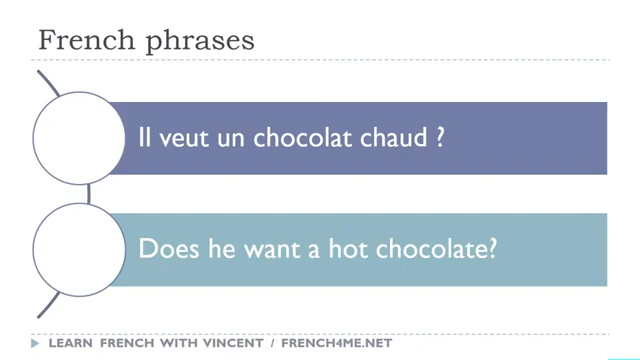 French phrases
Il veut un chocolat chaud ?
Does he want a hot chocolate?
LEARN FRENCH WITH VINCENT / FRENCH4ME.NET